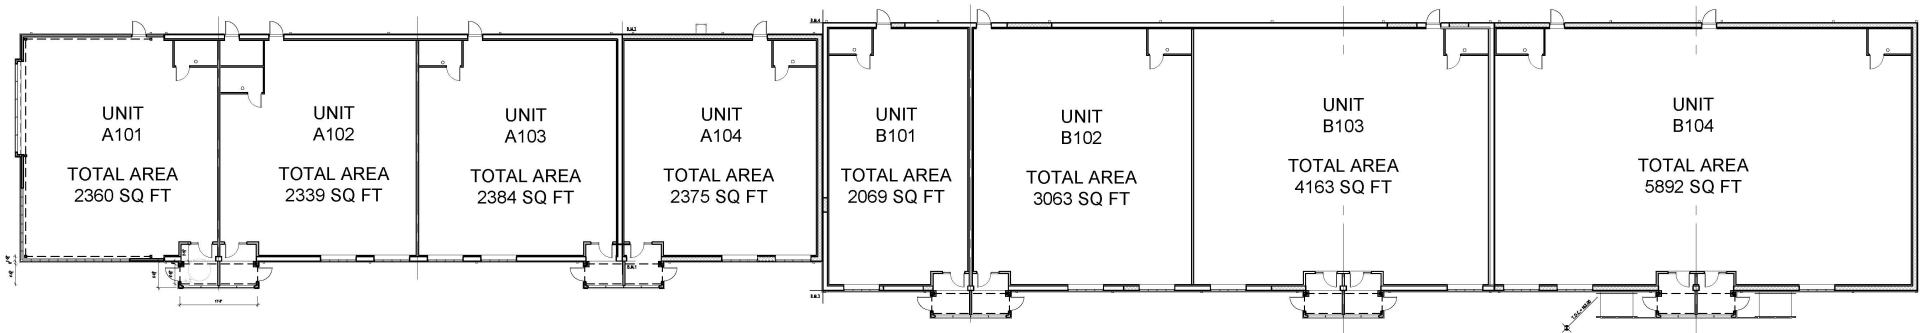 UNIT
A101
TOTAL AREA
2360 SQ FT
UNIT
A102
TOTAL AREA
2339 SQ FT
UNIT
A103
TOTAL AREA
2384 SQ FT
UNIT
A104
TOTAL AREA
2375 SQ FT
UNIT
B101
TOTAL AREA
2069 SQ FT
UNIT
B102
TOTAL AREA
3063 SQ FT
UNIT
B103
TOTAL AREA
4163 SQ FT
UNIT
B104
TOTAL AREA
5892 SQ FT